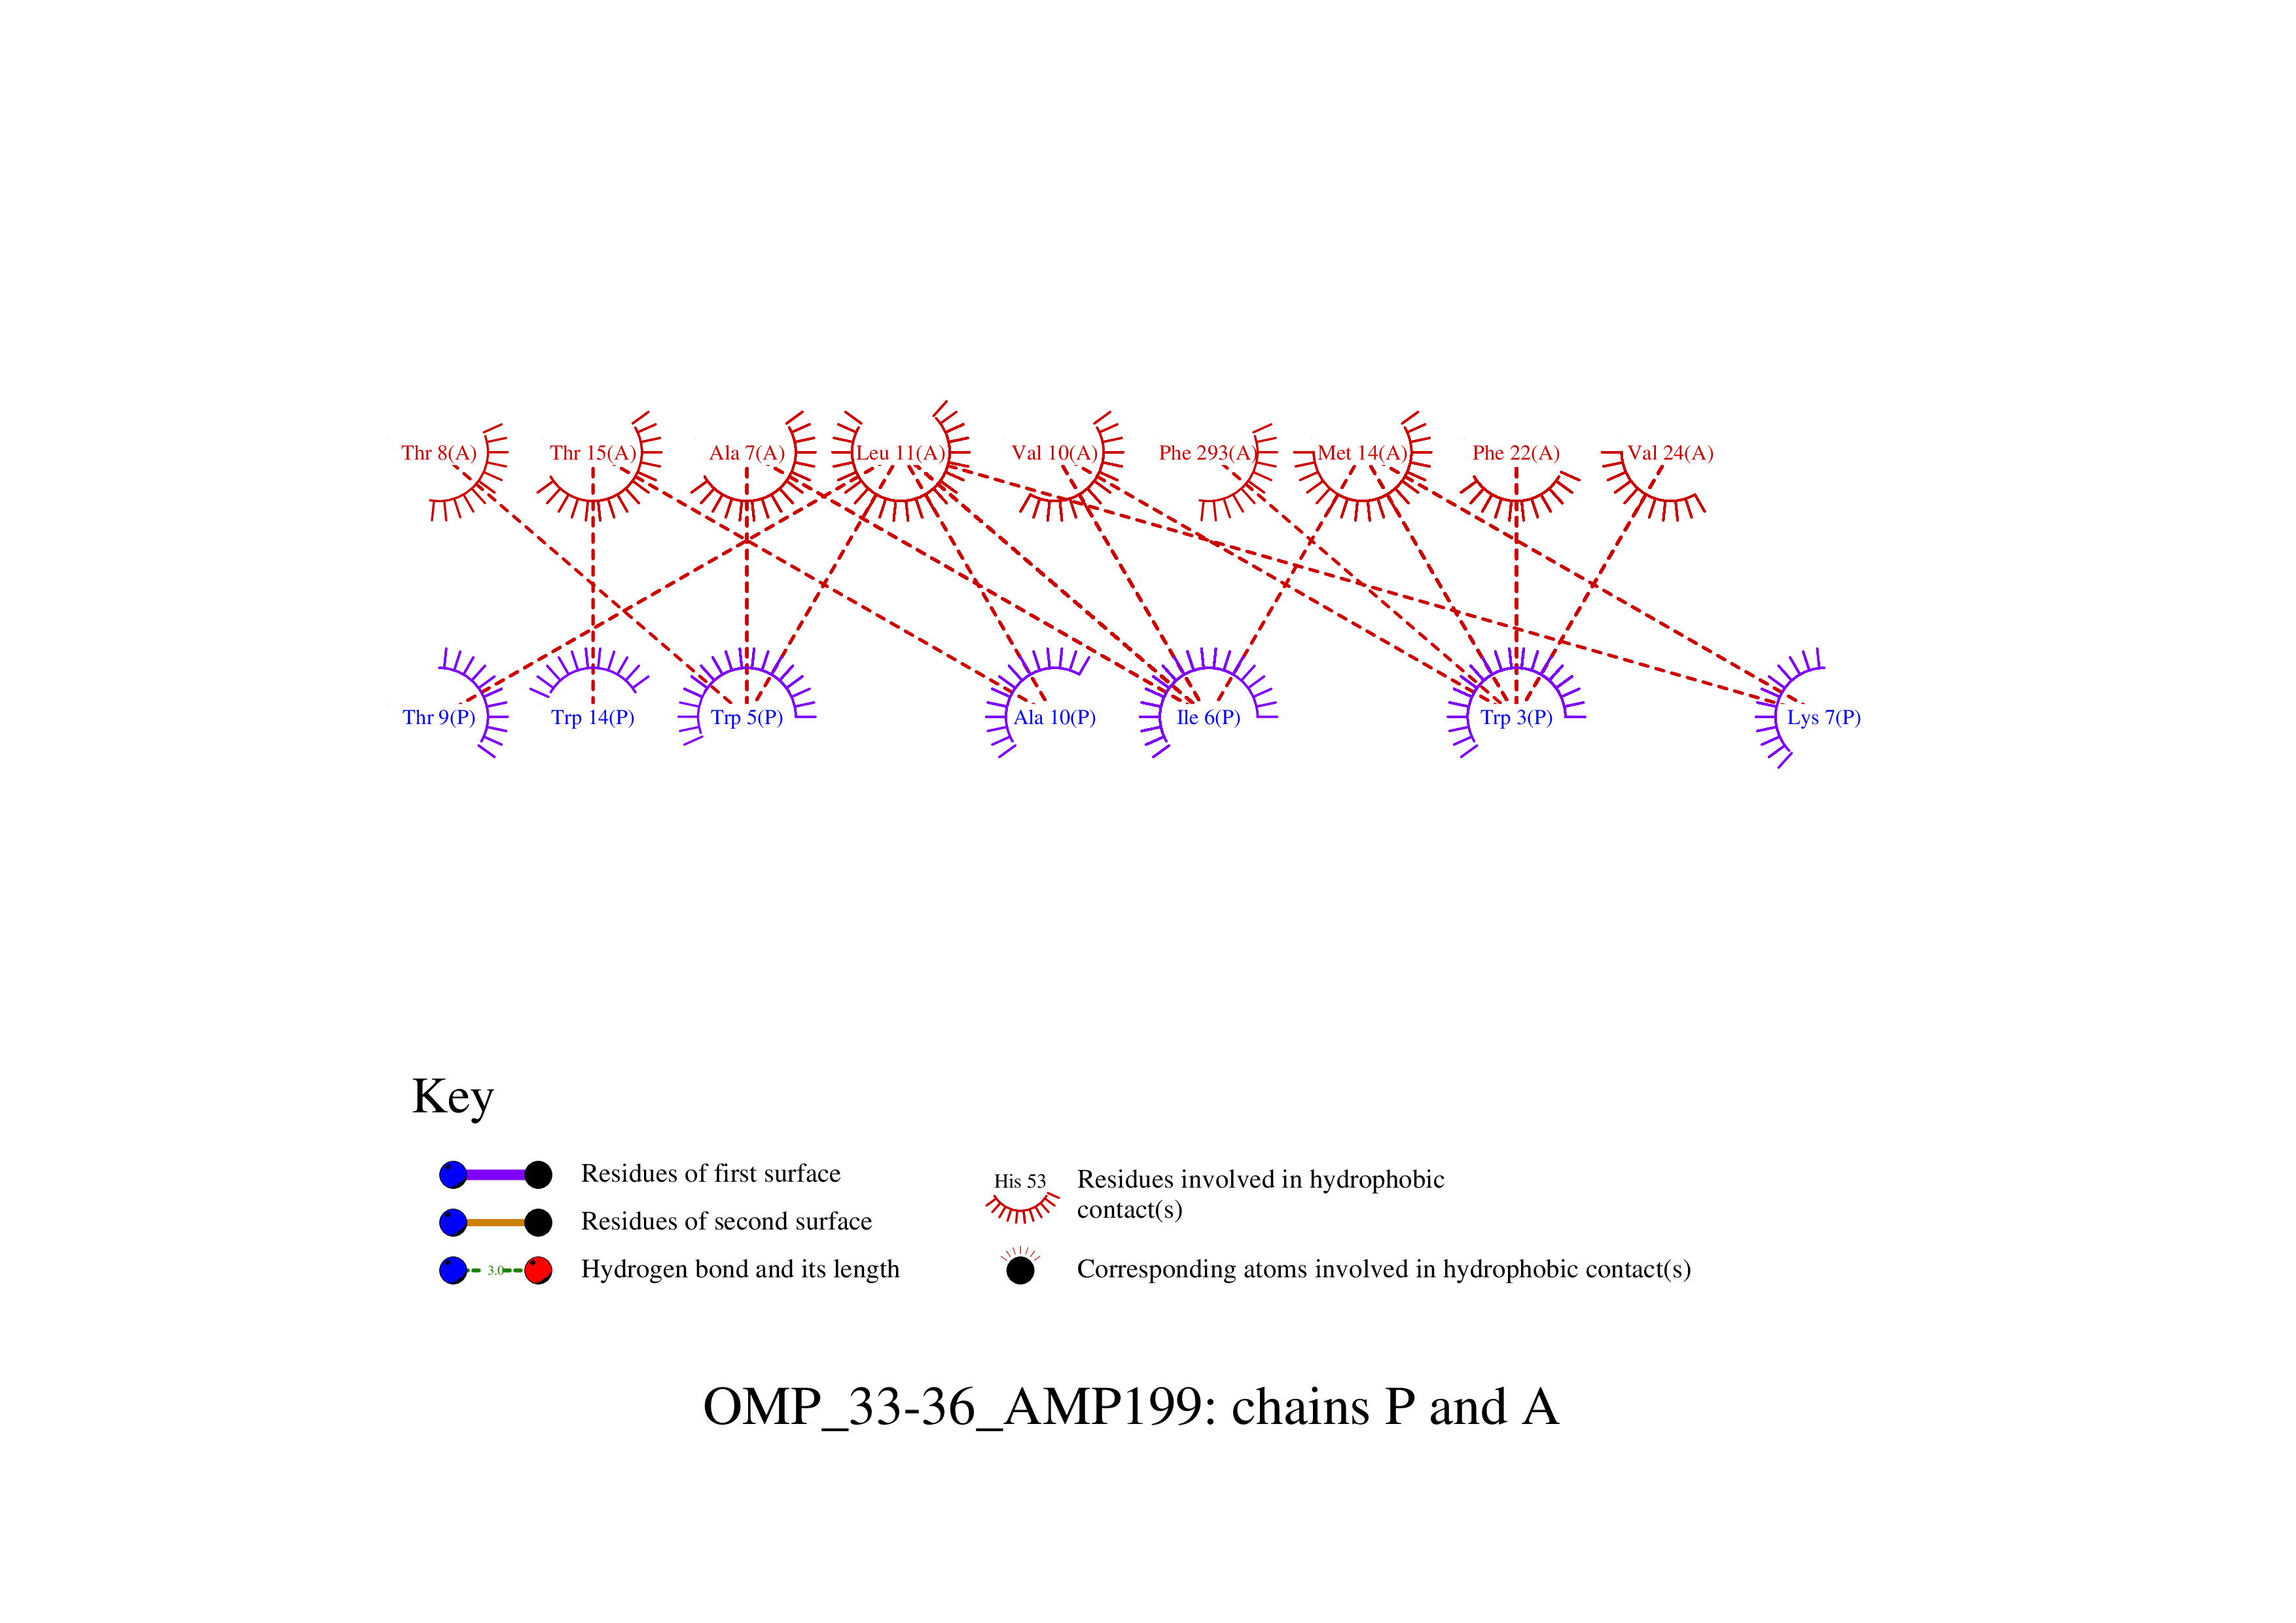 Thr 8(A) Thr 15(A) Ala 7(A) Leu 11(A) Val 10(A) Phe 293(A) Met 14(A) Phe 22(A) Val 24(A)
Thr 9(P) Trp 14(P) Trp 5(P) Ala 10(P) Ile 6(P) Trp 3(P) Lys 7(P)
Key
Residues of first surface
Residues of second surface
3.0 Hydrogen bond and its length
His 53 Residues involved in hydrophobic
contact(s)
Corresponding atoms involved in hydrophobic contact(s)
OMP_33-36_AMP199: chains P and A